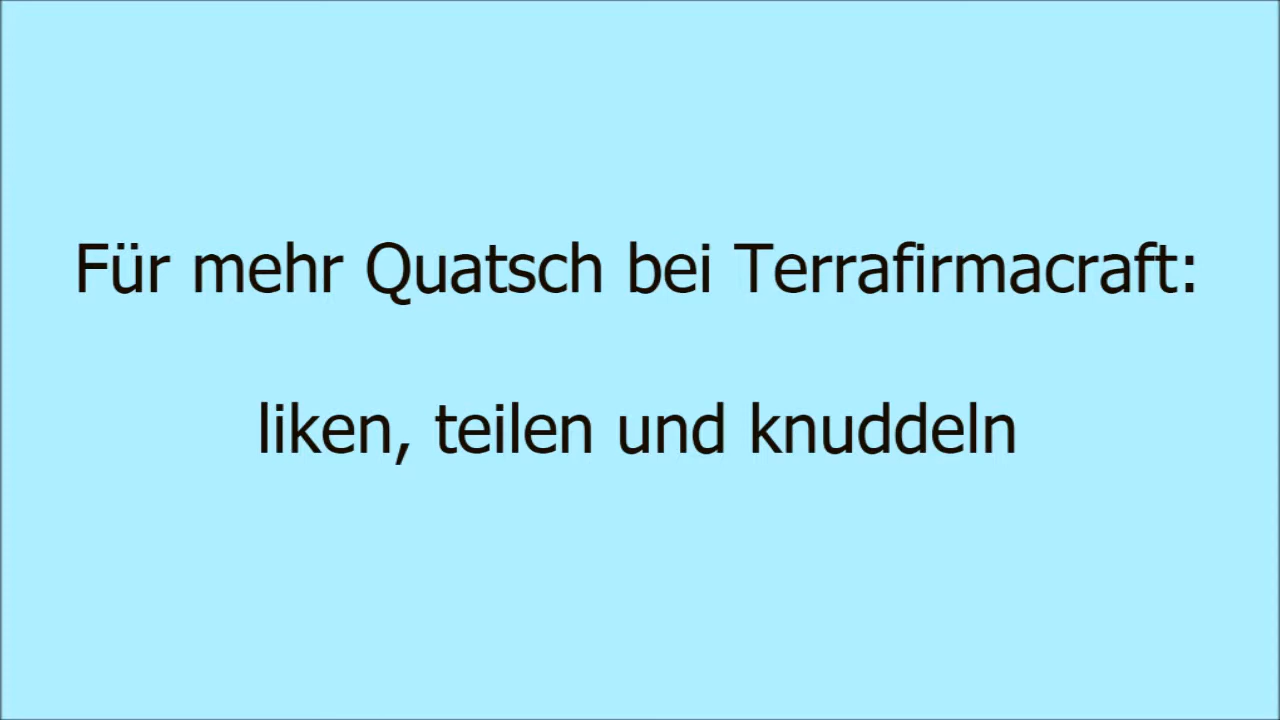 Für mehr Quatsch bei Terrafirmacraft:
liken, teilen und knuddeln